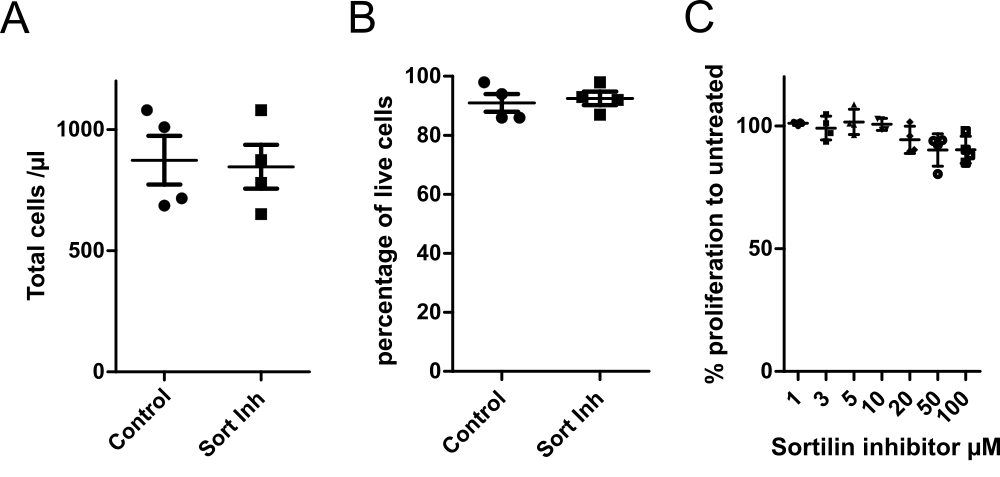 A
Total cells /µl
1000
500
0
Control
Sort Inh
B
percentage of live cells
100
80
60
40
20
0
Control
Sort Inh
C
% proliferation to untreated
100
50
0
1
3
5
10
20
50
100
Sortilin inhibitor µM